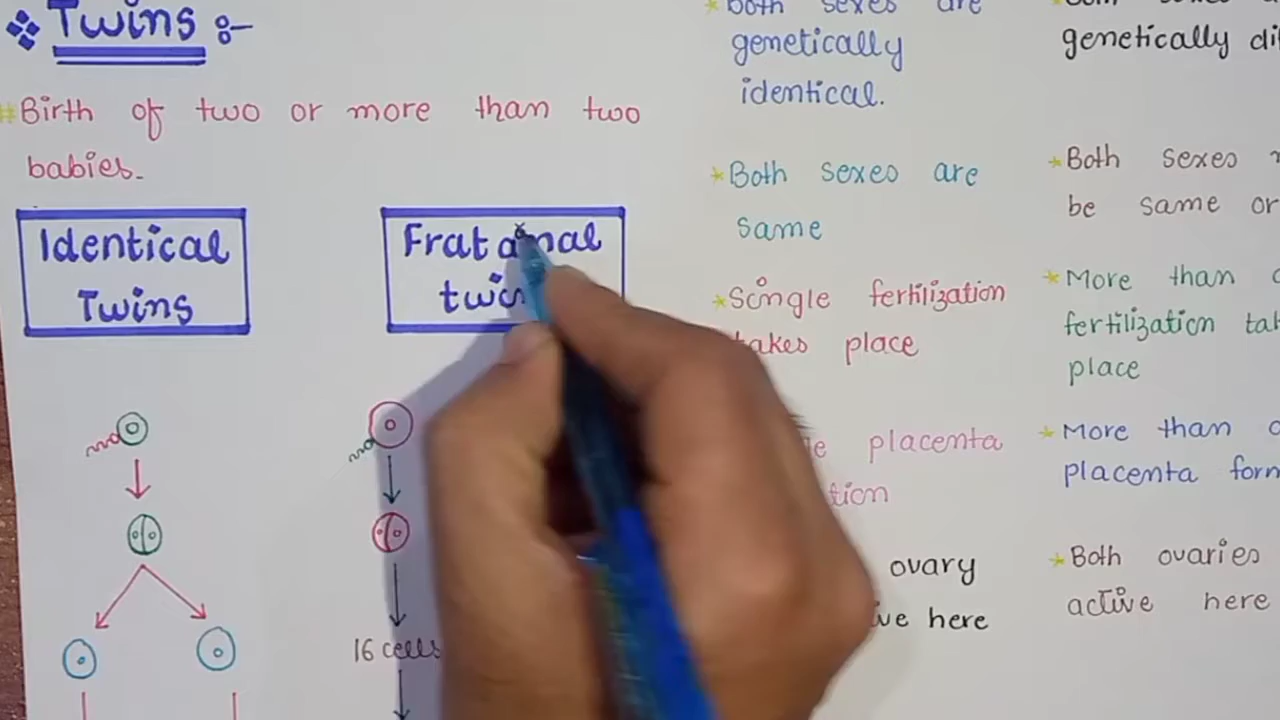 Twins :-
# Birth of two or more than two
babies.
Identical
Twins
Fratanal
twin
16 cells
* Both sexes are
genetically
identical.
* Both sexes are
same
* Single fertilization
takes place
placenta
ovary
here
genetically
* Both sexes
be same or
* More than
fertilization
place
* More than
placenta
* Both ovaries
active here